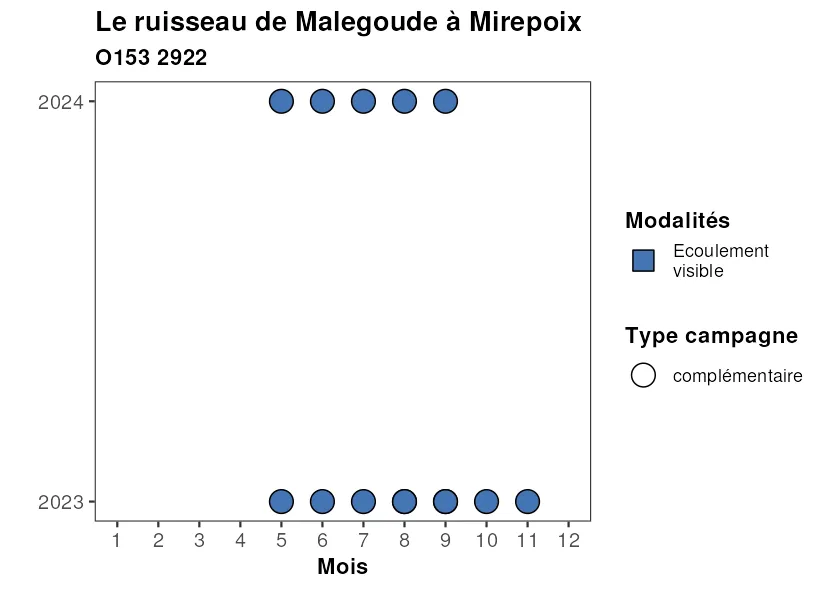 Le ruisseau de Malegoude à Mirepoix
O153 2922
2024
2023
1 2 3 4 5 6 7 8 9 10 11 12
Mois
Modalités
Ecoulement
visible
Type campagne
complémentaire